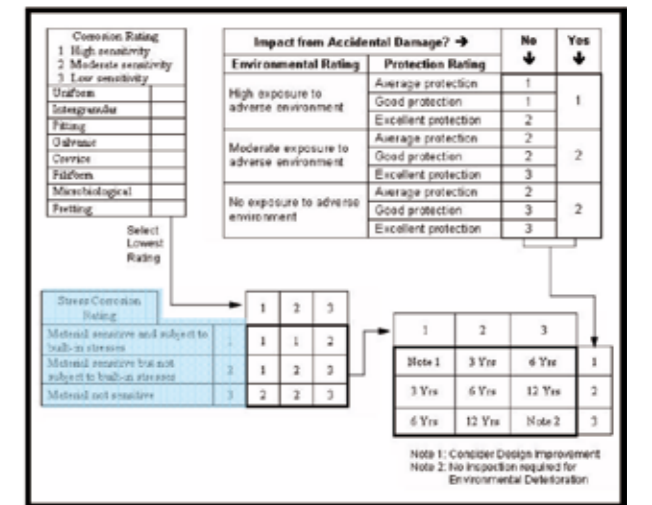 Corrosion Rating
1 High sensitivity
2 Moderate sensitivity
3 Low sensitivity
Uniform
Intergranular
Pitting
Galvanic
Crevice
Filiform
Microbiological
Fretting
Select
Lowest
Rating
Impact from Accidental Damage? → No Yes
Environmental Rating Protection Rating
High exposure to
adverse environment
Average protection 1
Good protection 1
Excellent protection 2
1
Moderate exposure to
adverse environment
Average protection 2
Good protection 2
Excellent protection 3
2
No exposure to adverse
environment
Average protection 2
Good protection 3
Excellent protection 3
2
Stress Corrosion
Rating
1 2 3
Material sensitive and subject to
built-in stresses
1 1 1 2
Material sensitive but not
subject to built-in stresses
2 1 2 3
Material not sensitive 3 2 2 3
1 2 3
Note 1 3 Yrs 6 Yrs 1
3 Yrs 6 Yrs 12 Yrs 2
6 Yrs 12 Yrs Note 2 3
Note 1: Consider Design Improvement
Note 2: No inspection required for
Environmental Deterioration